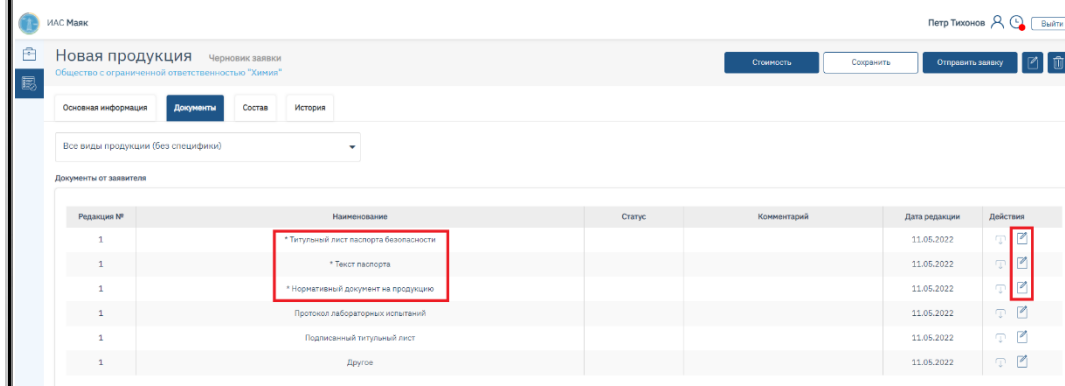 ИАС Маяк
Петр Тихонов
Выйти
Новая продукция Черновик заявки
Общество с ограниченной ответственностью "Химия"
Стоимость Сохранить Отправить заявку
Основная информация Документы Состав История
Все виды продукции (без специфики)
Документы от заявителя
Редакция № Наименование Статус Комментарий Дата редакции Действия
1 * Титульный лист паспорта безопасности 11.05.2022
1 * Текст паспорта 11.05.2022
1 * Нормативный документ на продукцию 11.05.2022
1 Протокол лабораторных испытаний 11.05.2022
1 Подписанный титульный лист 11.05.2022
1 Другое 11.05.2022